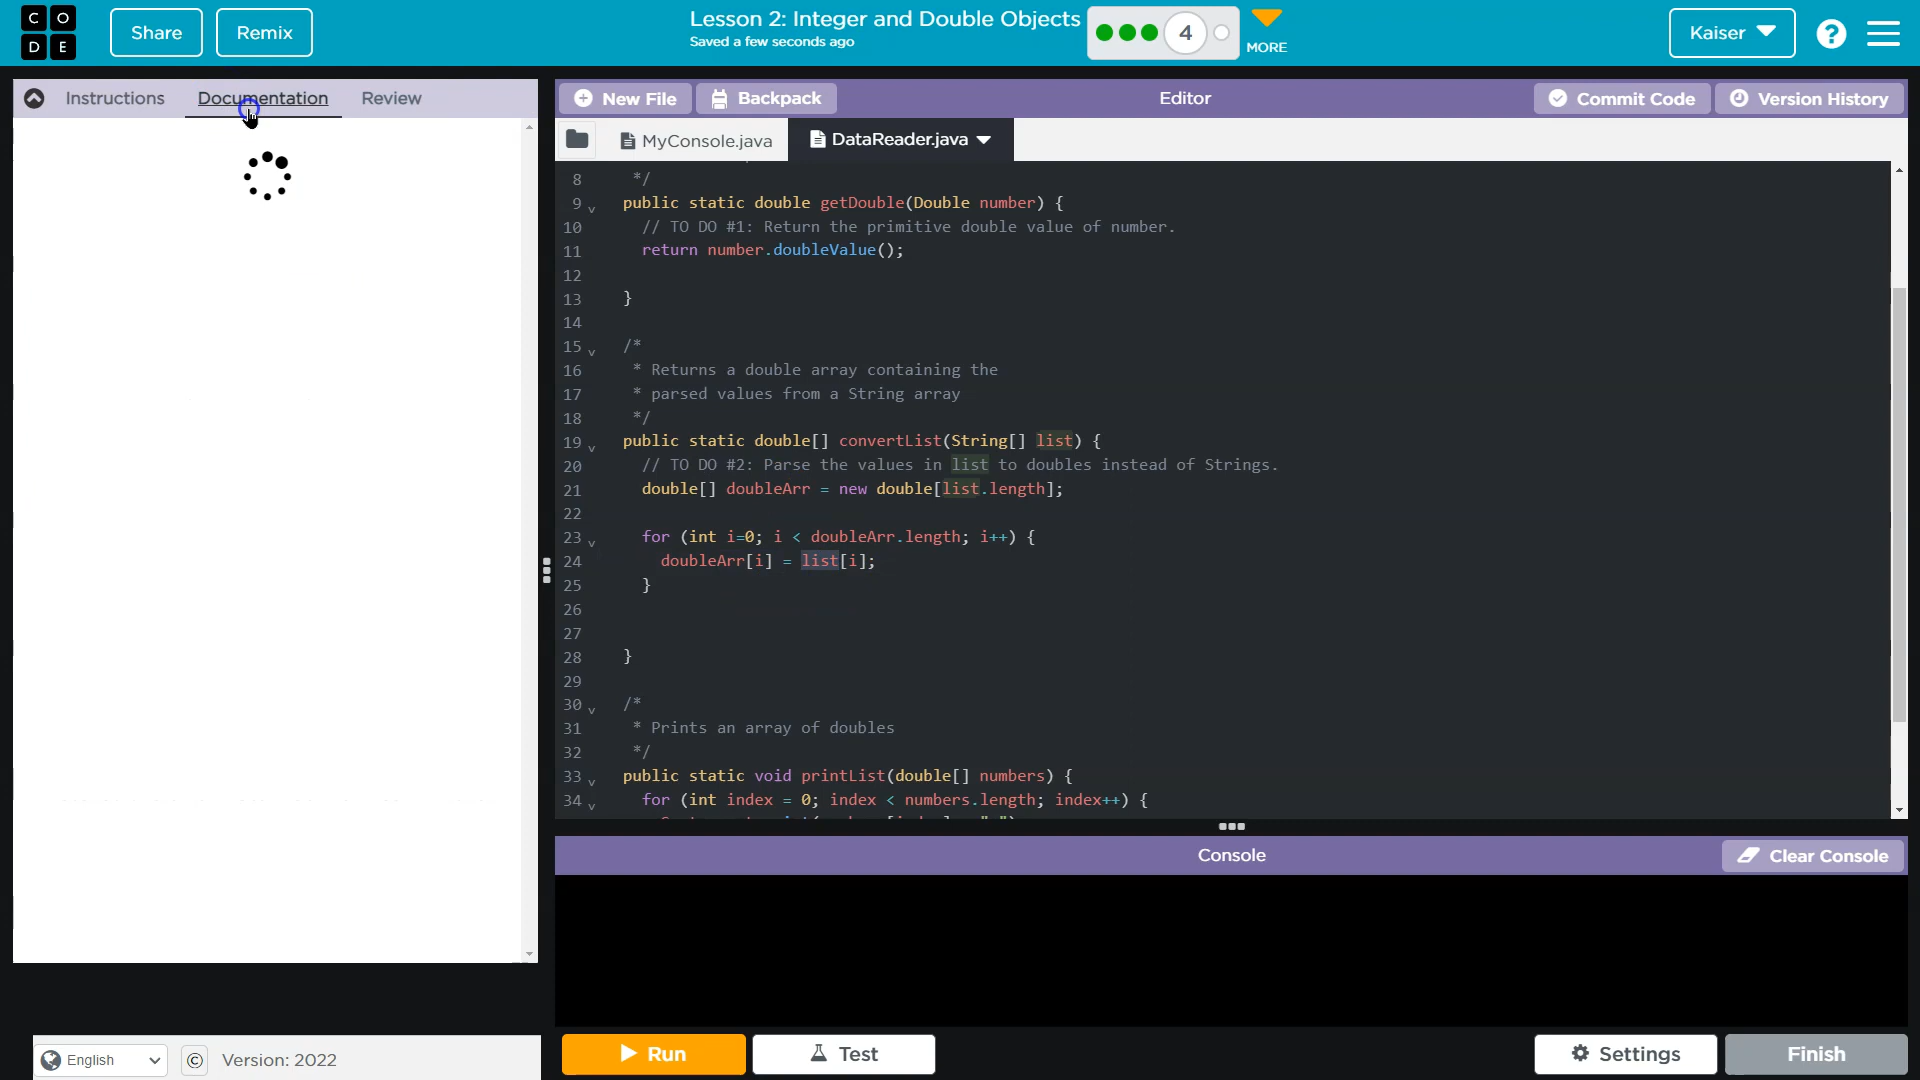 C O
D E
Share
Remix
Lesson 2: Integer and Double Objects
Saved a few seconds ago
4
MORE
Kaiser
?
Instructions
Documentation
Review
New File
Backpack
Editor
Commit Code
Version History
MyConsole.java
DataReader.java
8 */
9 public static double getDouble(Double number) {
10 // TO DO #1: Return the primitive double value of number.
11 return number.doubleValue();
12
13 }
14
15 /*
16 * Returns a double array containing the
17 * parsed values from a String array
18 */
19 public static double[] convertList(String[] list) {
20 // TO DO #2: Parse the values in list to doubles instead of Strings.
21 double[] doubleArr = new double[list.length];
22
23 for (int i=0; i < doubleArr.length; i++) {
24 doubleArr[i] = list[i];
25 }
26
27
28 }
29
30 /*
31 * Prints an array of doubles
32 */
33 public static void printList(double[] numbers) {
34 for (int index = 0; index < numbers.length; index++) {
Console
Clear Console
English
©
Version: 2022
Run
Test
Settings
Finish